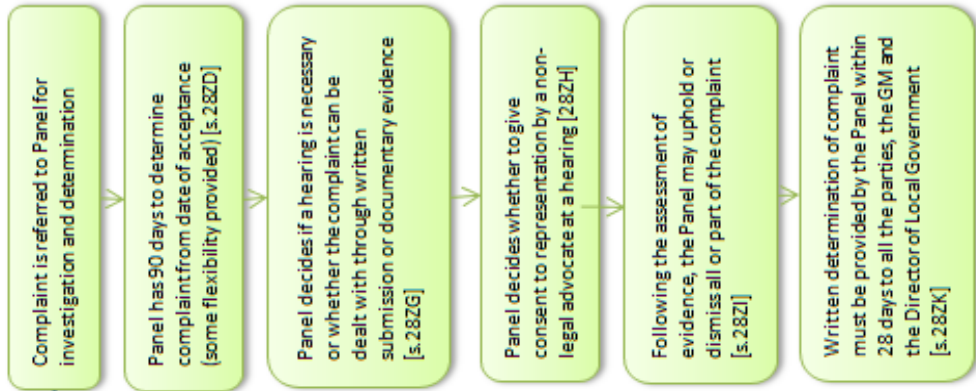 Complaint is referred to Panel for
investigation and determination
Panel has 90 days to determine
complaint from date of acceptance
(some flexibility provided) [s.28ZD]
Panel decides if a hearing is necessary
or whether the complaint can be
dealt with through written
submission or documentary evidence
[s.28ZG]
Panel decides whether to give
consent to representation by a non-
legal advocate at a hearing [28ZH]
Following the assessment of
evidence, the Panel may uphold or
dismiss all or part of the complaint
[s.28ZI]
Written determination of complaint
must be provided by the Panel within
28 days to all the parties, the GM and
the Director of Local Government
[s.28ZK]